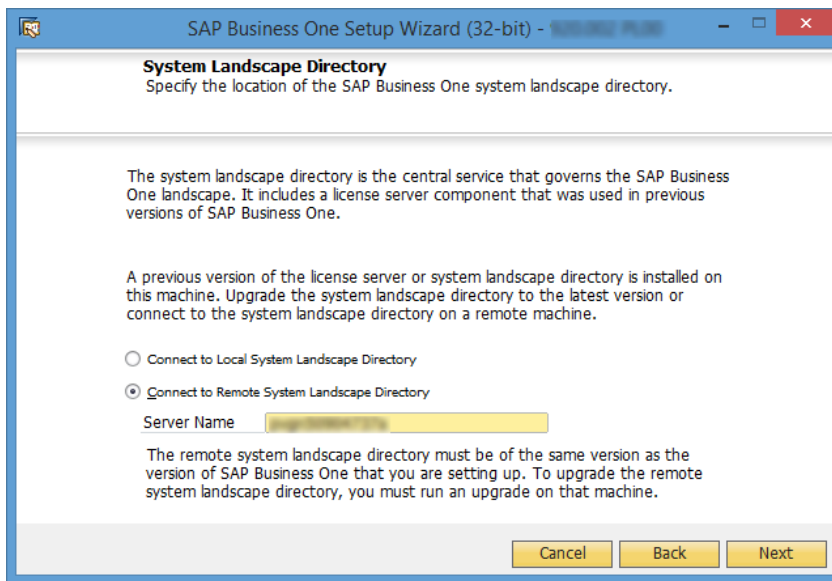 SAP Business One Setup Wizard (32-bit) -
System Landscape Directory
Specify the location of the SAP Business One system landscape directory.
The system landscape directory is the central service that governs the SAP Business
One landscape. It includes a license server component that was used in previous
versions of SAP Business One.
A previous version of the license server or system landscape directory is installed on
this machine. Upgrade the system landscape directory to the latest version or
connect to the system landscape directory on a remote machine.
Connect to Local System Landscape Directory
Connect to Remote System Landscape Directory
Server Name
The remote system landscape directory must be of the same version as the
version of SAP Business One that you are setting up. To upgrade the remote
system landscape directory, you must run an upgrade on that machine.
Cancel Back Next